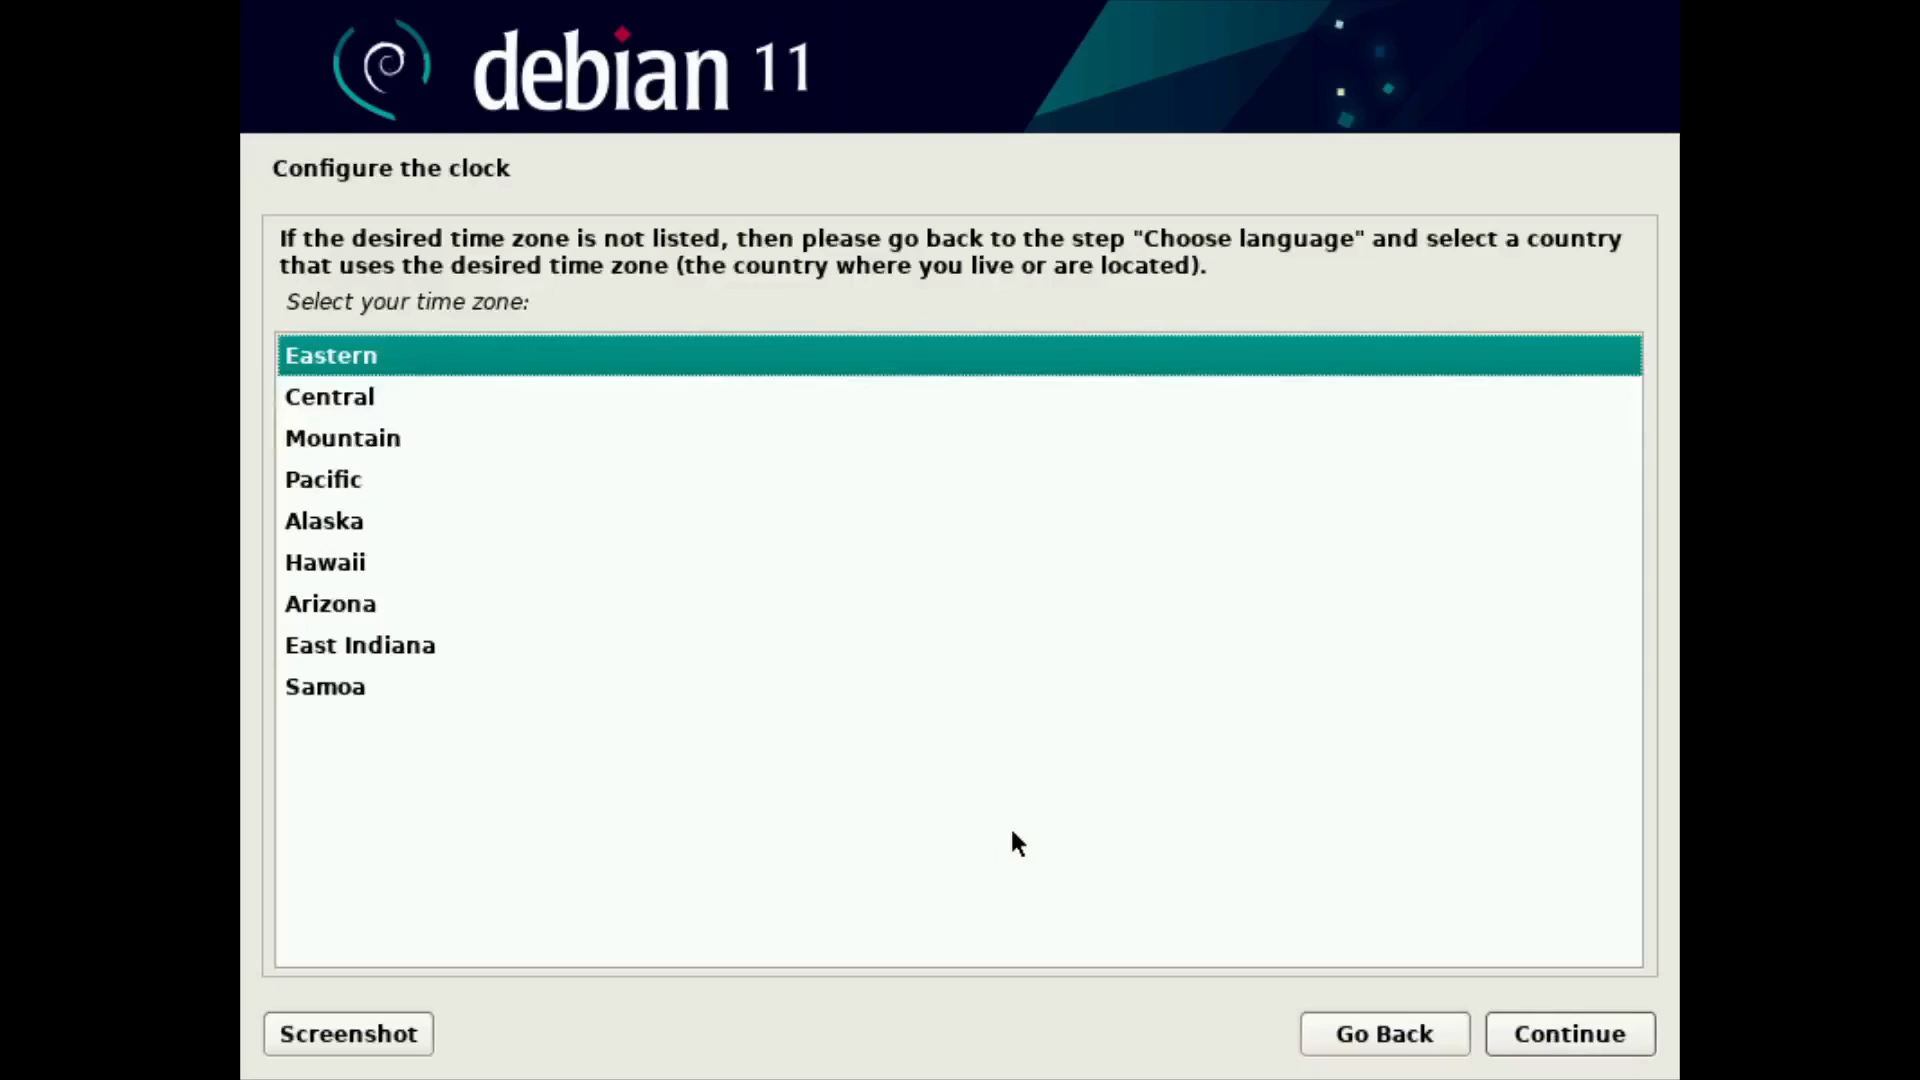 debian 11
Configure the clock
If the desired time zone is not listed, then please go back to the step "Choose language" and select a country
that uses the desired time zone (the country where you live or are located).
Select your time zone:
Eastern
Central
Mountain
Pacific
Alaska
Hawaii
Arizona
East Indiana
Samoa
Screenshot
Go Back
Continue